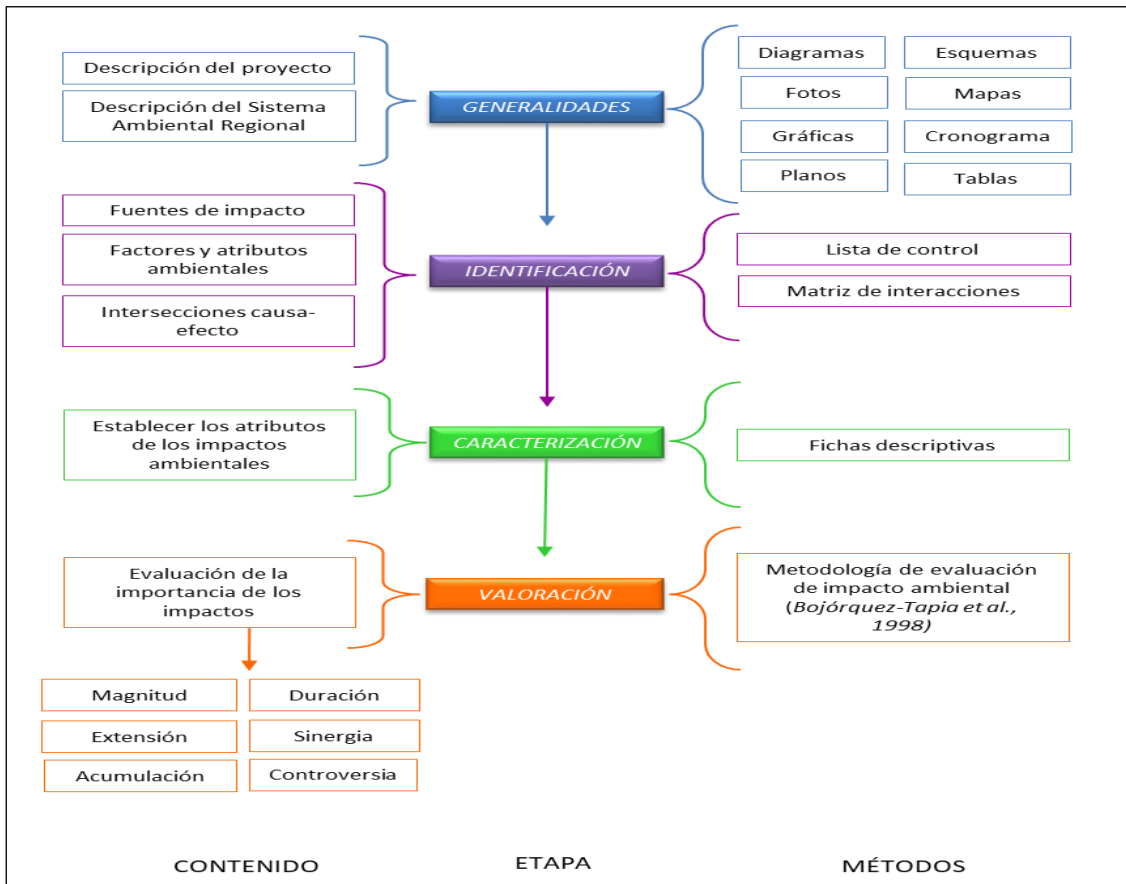 Descripción del proyecto
Descripción del Sistema
Ambiental Regional
GENERALIDADES
Diagramas
Esquemas
Fotos
Mapas
Gráficas
Cronograma
Planos
Tablas
Fuentes de impacto
Factores y atributos
ambientales
Intersecciones causa-
efecto
IDENTIFICACIÓN
Lista de control
Matriz de interacciones
Establecer los atributos
de los impactos
ambientales
CARACTERIZACIÓN
Fichas descriptivas
Evaluación de la
importancia de los
impactos
VALORACIÓN
Metodología de evaluación
de impacto ambiental
(Bojórquez-Tapia et al.,
1998)
Magnitud
Duración
Extensión
Sinergia
Acumulación
Controversia
CONTENIDO
ETAPA
MÉTODOS